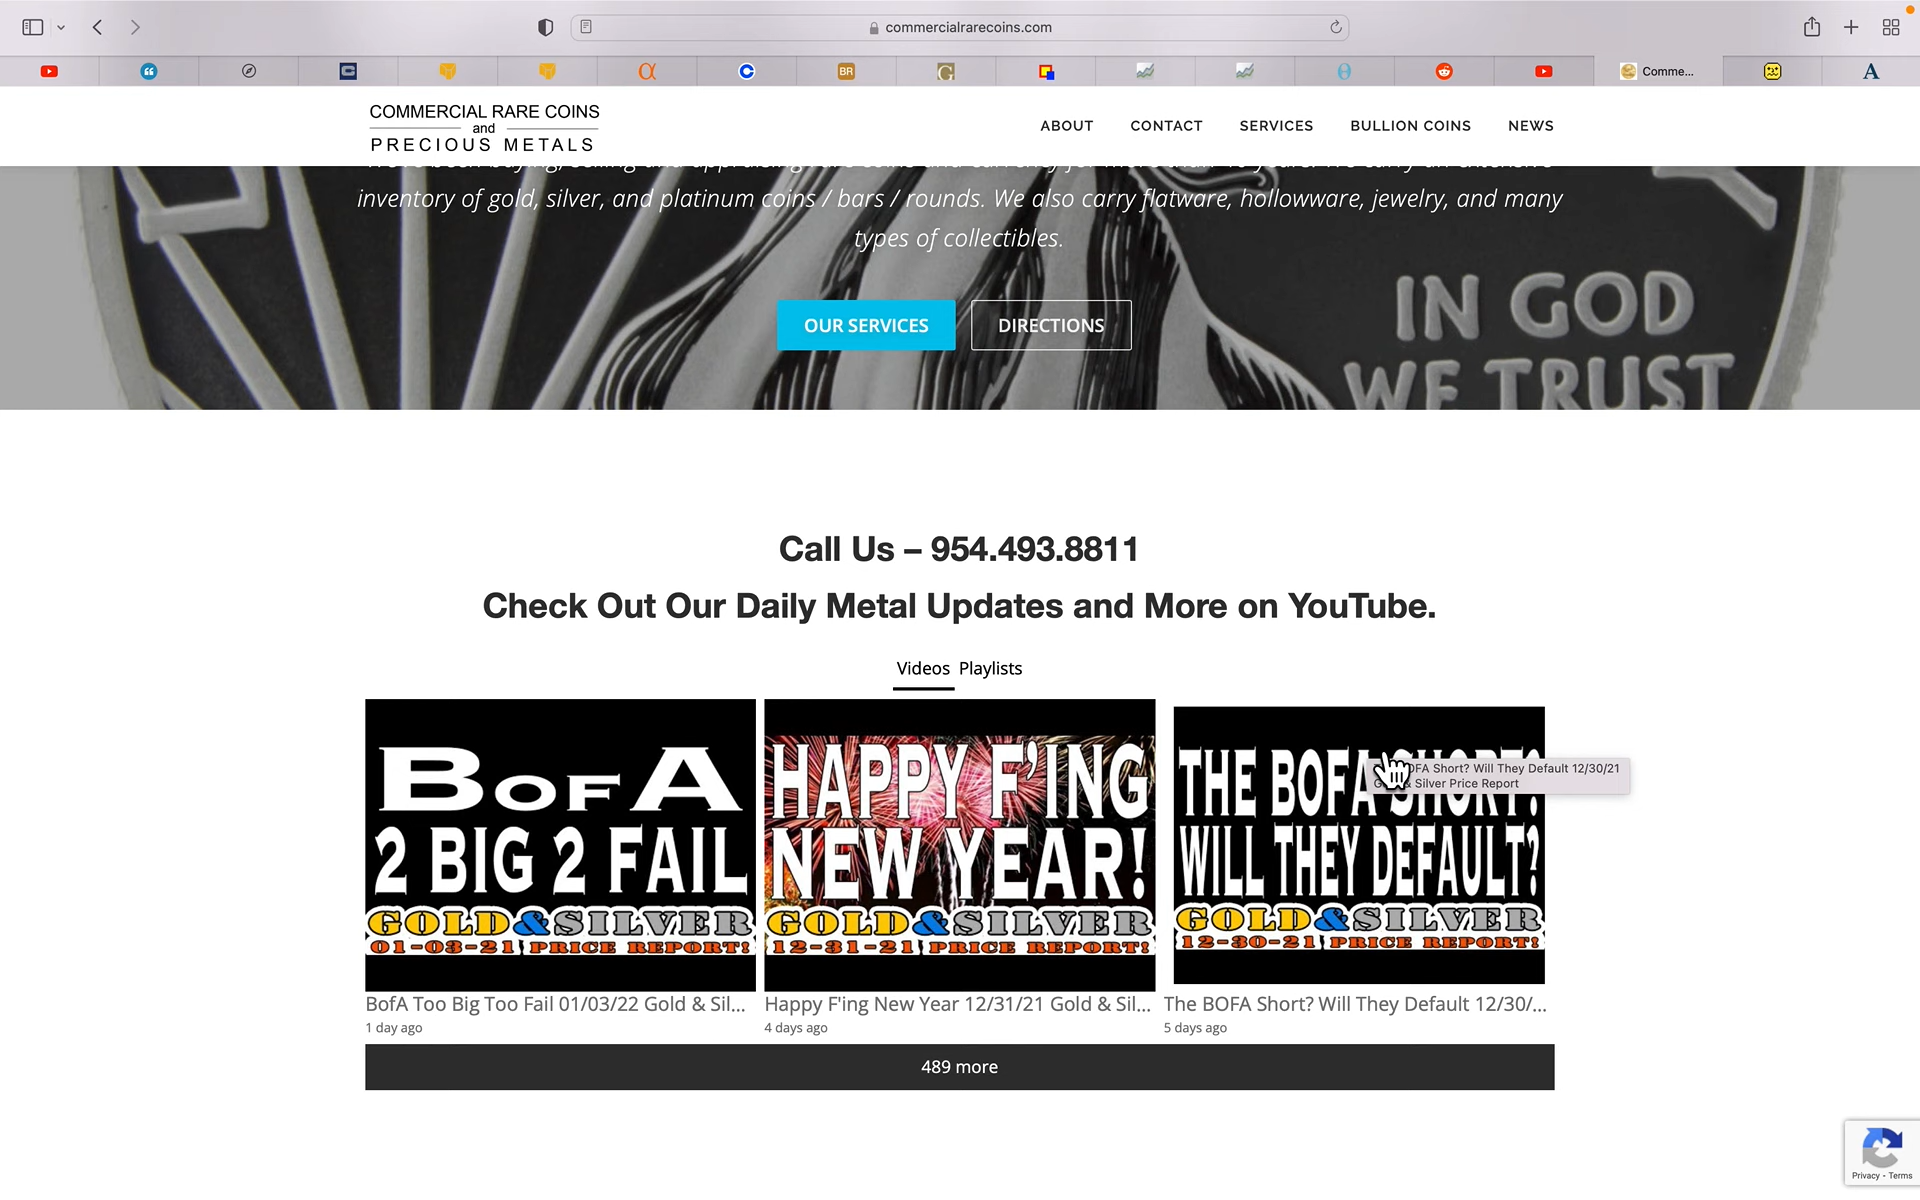 commercialrarecoins.com
BR
G
Comme...
A
COMMERCIAL RARE COINS
and
PRECIOUS METALS
ABOUT
CONTACT
SERVICES
BULLION COINS
NEWS
inventory of gold, silver, and platinum coins / bars / rounds. We also carry flatware, hollowware, jewelry, and many
types of collectibles.
OUR SERVICES
DIRECTIONS
IN GOD
WE TRUST
Call Us – 954.493.8811
Check Out Our Daily Metal Updates and More on YouTube.
Videos Playlists
BOFA
2 BIG 2 FAIL
GOLD&SILVER
01-03-21 PRICE REPORT!
HAPPY F'ING
NEW YEAR!
GOLD&SILVER
12-31-21 PRICE REPORT!
THE BOFA SHORT?
WILL THEY DEFAULT?
GOLD&SILVER
12-30-21 PRICE REPORT!
Short? Will They Default 12/30/21
Silver Price Report
BofA Too Big Too Fail 01/03/22 Gold & Sil...
1 day ago
Happy F'ing New Year 12/31/21 Gold & Sil...
4 days ago
The BOFA Short? Will They Default 12/30/...
5 days ago
489 more
Privacy - Terms